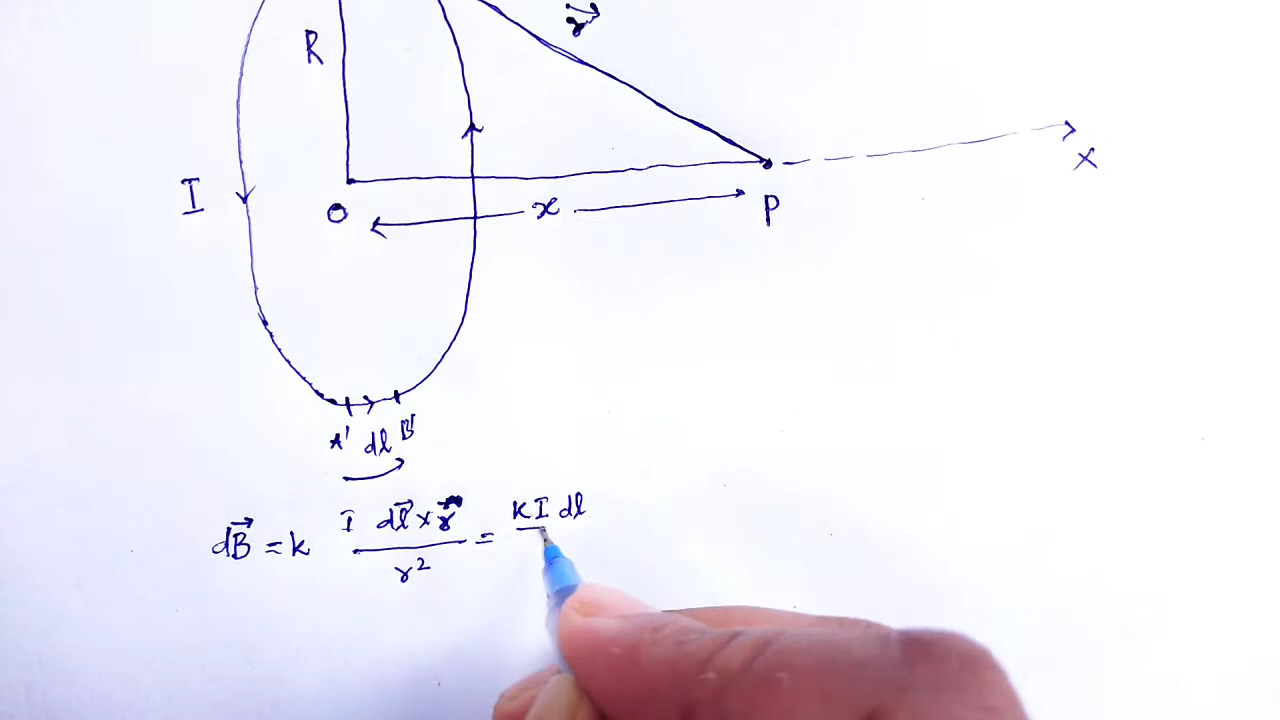 R
r⃗
X
I
O
x
P
A' dl B'
dB⃗ = k I dl⃗ × r⃗ / r² = kI dl